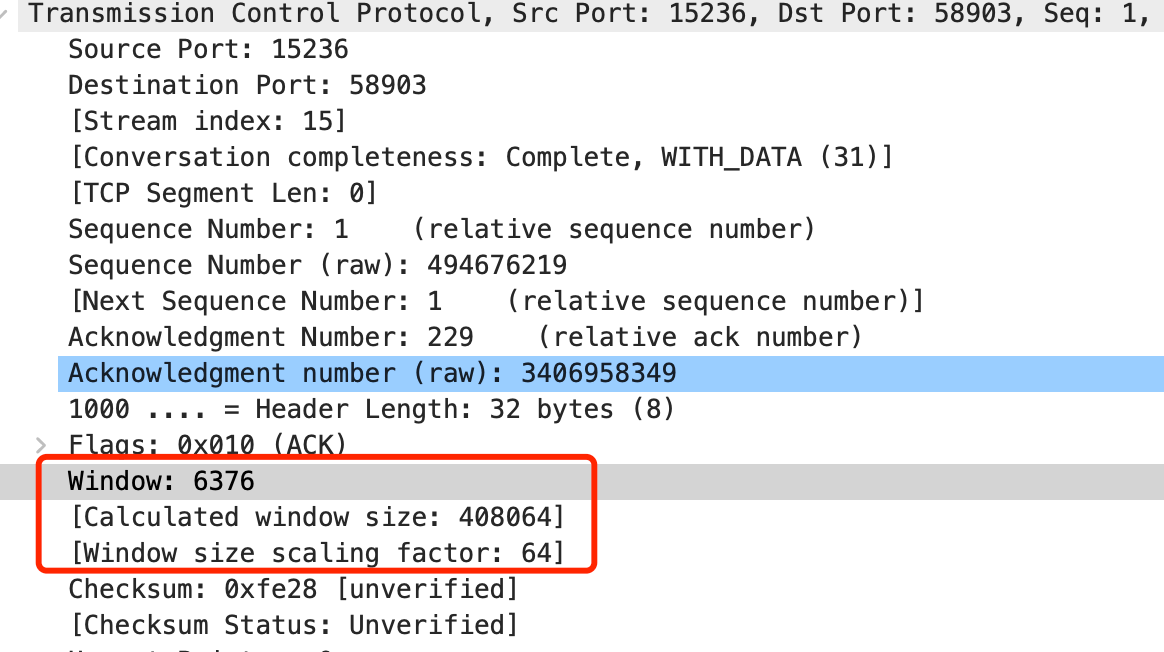 Transmission Control Protocol, Src Port: 15236, Dst Port: 58903, Seq: 1,
Source Port: 15236
Destination Port: 58903
[Stream index: 15]
[Conversation completeness: Complete, WITH_DATA (31)]
[TCP Segment Len: 0]
Sequence Number: 1    (relative sequence number)
Sequence Number (raw): 494676219
[Next Sequence Number: 1    (relative sequence number)]
Acknowledgment Number: 229    (relative ack number)
Acknowledgment number (raw): 3406958349
1000 .... = Header Length: 32 bytes (8)
Flags: 0x010 (ACK)
Window: 6376
[Calculated window size: 408064]
[Window size scaling factor: 64]
Checksum: 0xfe28 [unverified]
[Checksum Status: Unverified]